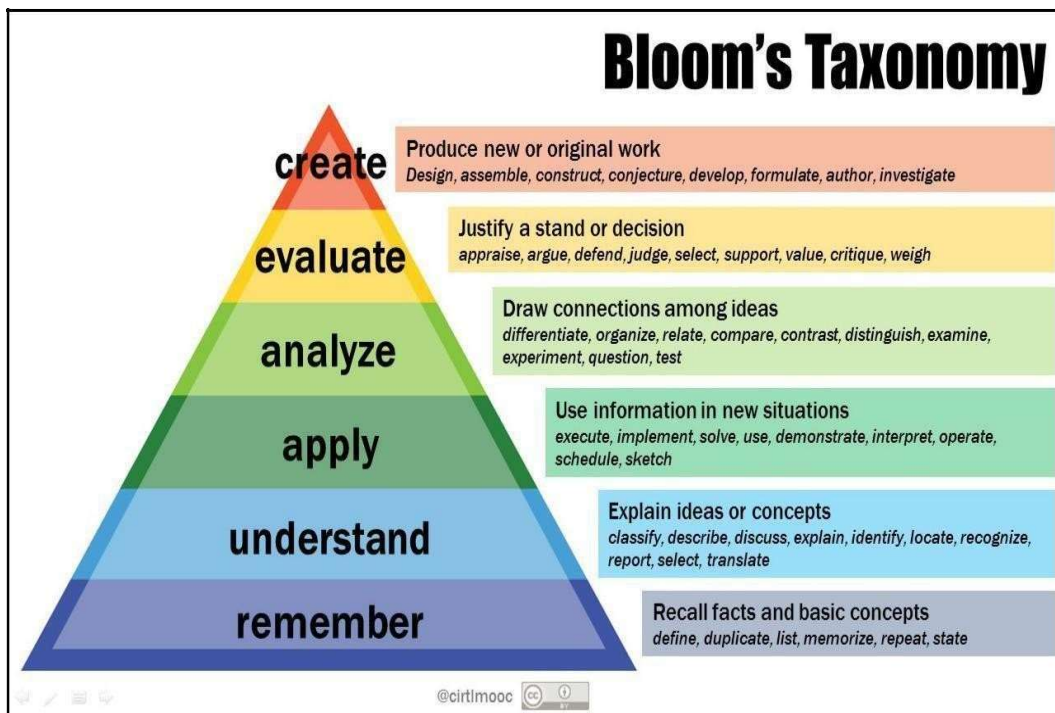 Bloom's Taxonomy
create
Produce new or original work
Design, assemble, construct, conjecture, develop, formulate, author, investigate
evaluate
Justify a stand or decision
appraise, argue, defend, judge, select, support, value, critique, weigh
analyze
Draw connections among ideas
differentiate, organize, relate, compare, contrast, distinguish, examine,
experiment, question, test
apply
Use information in new situations
execute, implement, solve, use, demonstrate, interpret, operate,
schedule, sketch
understand
Explain ideas or concepts
classify, describe, discuss, explain, identify, locate, recognize,
report, select, translate
remember
Recall facts and basic concepts
define, duplicate, list, memorize, repeat, state
@cirtlmooc
cc
BY